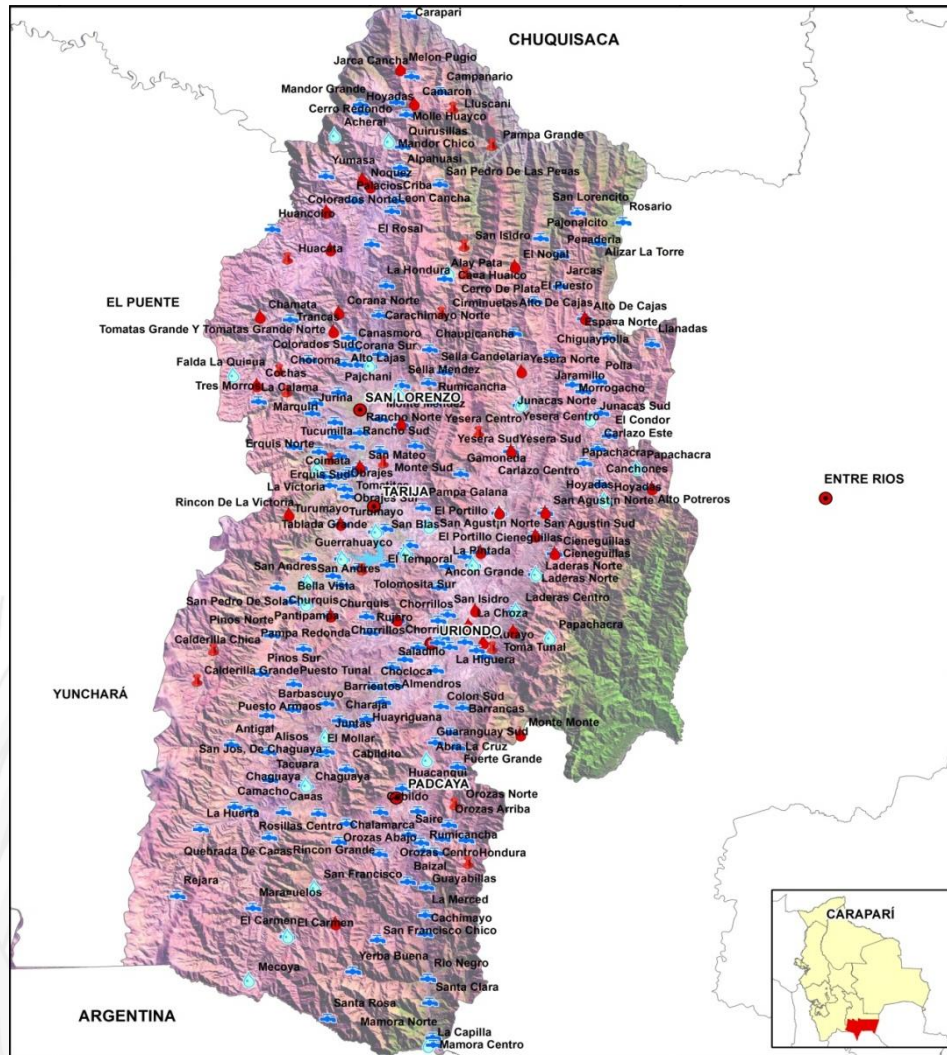 Carapari
CHUQUISACA
Melon Pugio
Jarca Cancha
Campanario
Mandor Grande
Hoyadas
Camaron
Lluscani
Cerro Redondo
Molle Huayco
Acheral
Quirusillas
Pampa Grande
Mandor Chico
Yumasa
Alpahuasi
Noquez
San Pedro De Las Penas
Palacios
Criba
Colorados Norte
Leon Cancha
San Lorencito
Rosario
Huancoiro
Pajonalcito
El Rosal
San Isidro
Penaderia
Huacata
Alizar La Torre
Alay Pata
El Nogal
La Hondura
Cana Huaico
Jarcas
Cerro De Plata
El Puesto
EL PUENTE
Chamata
Corana Norte
Cirminuelas
Alto De Cajas
Alto De Cajas
Trancas
Carachimayo Norte
Espana Norte
Tomatas Grande Y Tomatas Grande Norte
Canasmoro
Chaupicancha
Llanadas
Colorados Sud
Corana Sur
Chiguaypolla
Falda La Quinua
Choroma
Alto Lajas
Sella Candelaria
Yesera Norte
Polla
Cochas
Pajchani
Sella Mendez
Jaramillo
Tres Morros
La Calama
Rumicancha
Morrogacho
Jurina
SAN LORENZO
Monte Mendez
Junacas Norte
Marquiri
Rancho Norte
Yesera Centro
Yesera Centro
Junacas Sud
Tucumilla
Rancho Sud
El Condor
Erquis Norte
Yesera Sud
Yesera Sud
Carlazo Este
San Mateo
Gamoneda
Papachacra
Papachacra
Coimata
Monte Sud
Carlazo Centro
Canchones
Erquis Sud
Obrajes
La Victoria
Tomatitas
Hoyadas
Hoyadas
Rincon De La Victoria
TARIJA
Pampa Galana
San Agustin Norte
Alto Potreros
ENTRE RIOS
Turumayo
Obrajes Sur
El Portillo
Turumayo
Tablada Grande
San Blas
San Agustin Norte
San Agustin Sud
Guerrahuayco
El Portillo
Cieneguillas
Cieneguillas
El Temporal
La Pintada
Cieneguillas
San Andres
San Andres
Ancon Grande
Laderas Norte
Bella Vista
Tolomosita Sur
Laderas Norte
San Pedro De Sola
Churquis
Churquis
Chorrillos
San Isidro
Laderas Centro
Pinos Norte
Pantipampa
Rujero
La Choza
Papachacra
Pampa Redonda
Chorrillos
URIONDO
Calderilla Chica
Saladillo
Toma Tunal
Pinos Sur
La Higuera
Calderilla Grande
Puesto Tunal
Chocloca
YUNCHARÁ
Barbascuyo
Barrientos
Almendros
Puesto Armaos
Charaja
Colon Sud
Huayriguana
Barrancas
Antigal
Juntas
Guaranguay Sud
Monte Monte
Alisos
El Mollar
Abra La Cruz
San Jos, De Chaguaya
Cabildito
Fuerte Grande
Tacuara
Huacanqui
Chaguaya
Chaguaya
PADCAYA
Camacho
Canas
Cabildo
Orozas Norte
La Huerta
Orozas Arriba
Rosillas Centro
Chalamarca
Saire
Orozas Abajo
Rumicancha
Quebrada De Canas
Rincon Grande
Orozas Centro
Hondura
Baizal
Rejara
San Francisco
Guayabillas
Maranuelos
La Merced
El Carmen
El Carmen
Cachimayo
San Francisco Chico
Yerba Buena
Mecoya
Rio Negro
Santa Clara
ARGENTINA
Santa Rosa
Mamora Norte
La Capilla
Mamora Centro
CARAPARÍ